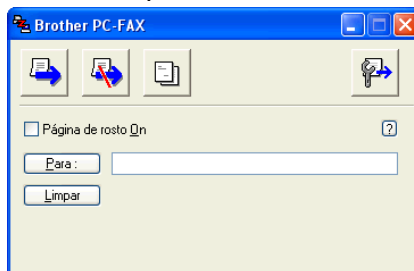 Brother PC-FAX
Página de rosto On
?
Para :
Limpar